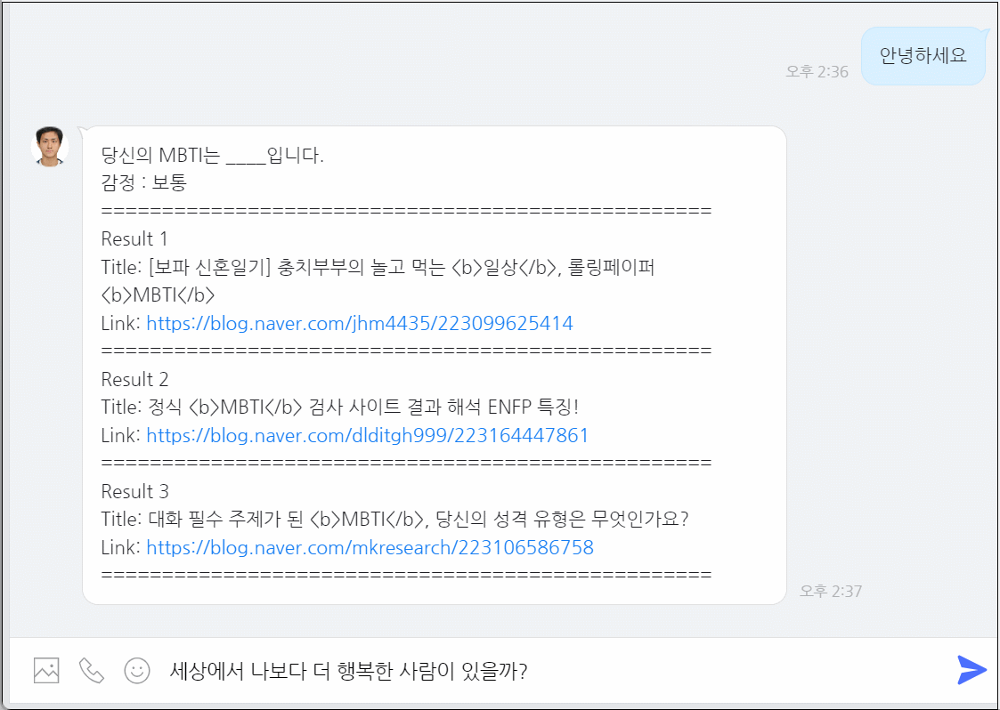 안녕하세요
오후 2:36
당신의 MBTI는 ____입니다.
감정 : 보통
==================================================
Result 1
Title: [보파 신혼일기] 충치부부의 놀고 먹는 <b>일상</b>, 롤링페이퍼
<b>MBTI</b>
Link: https://blog.naver.com/jhm4435/223099625414
==================================================
Result 2
Title: 정식 <b>MBTI</b> 검사 사이트 결과 해석 ENFP 특징!
Link: https://blog.naver.com/dlditgh999/223164447861
==================================================
Result 3
Title: 대화 필수 주제가 된 <b>MBTI</b>, 당신의 성격 유형은 무엇인가요?
Link: https://blog.naver.com/mkresearch/223106586758
==================================================
오후 2:37
세상에서 나보다 더 행복한 사람이 있을까?